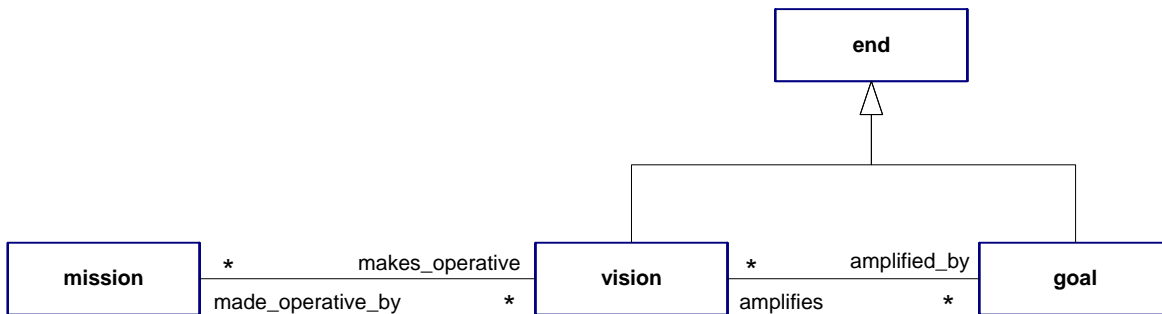 end
* makes_operative * amplified_by
mission vision goal
made_operative_by * amplifies *